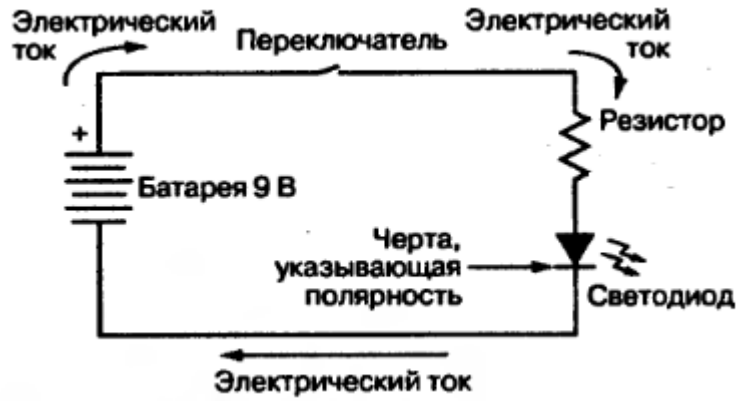 Электрический
ток
Переключатель
Электрический
ток
+
Резистор
Батарея 9 В
Черта,
указывающая
полярность
Светодиод
Электрический ток